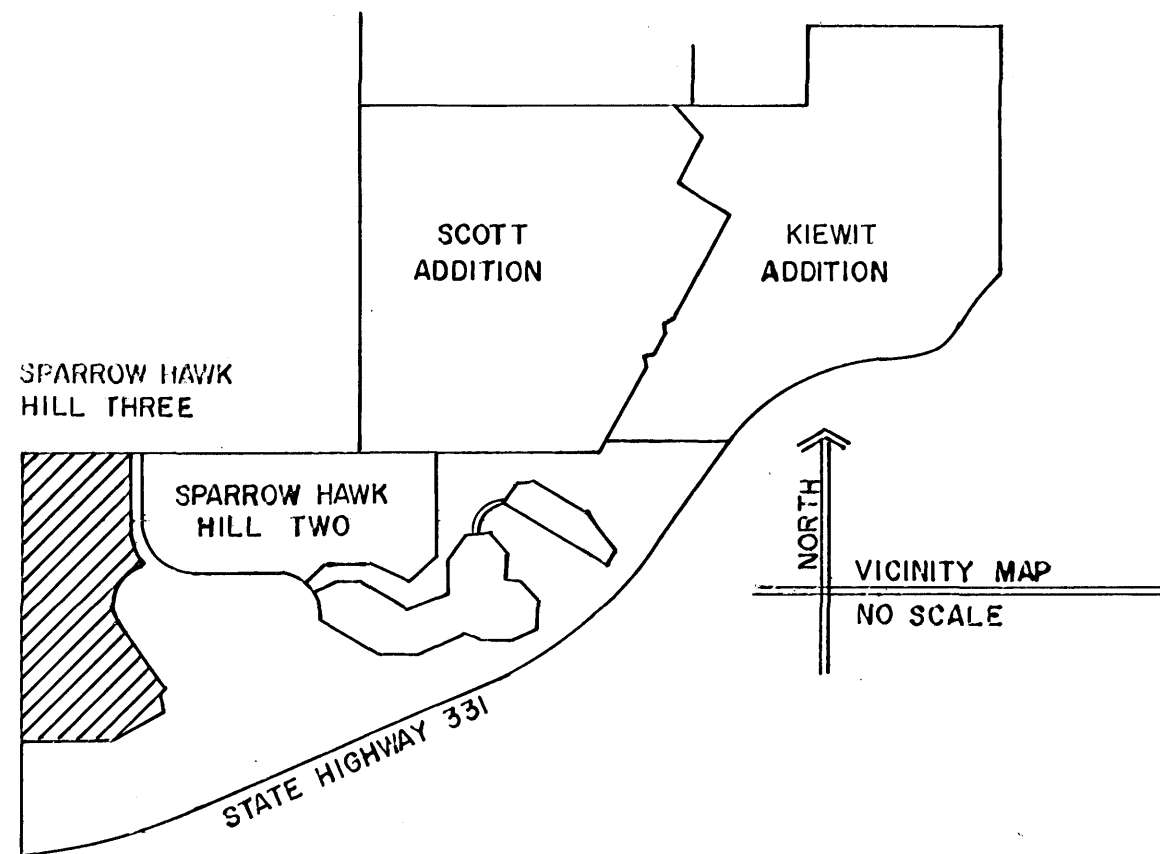 SCOTT
ADDITION
KIEWIT
ADDITION
SPARROW HAWK
HILL THREE
SPARROW HAWK
HILL TWO
NORTH
VICINITY MAP
NO SCALE
STATE HIGHWAY 331